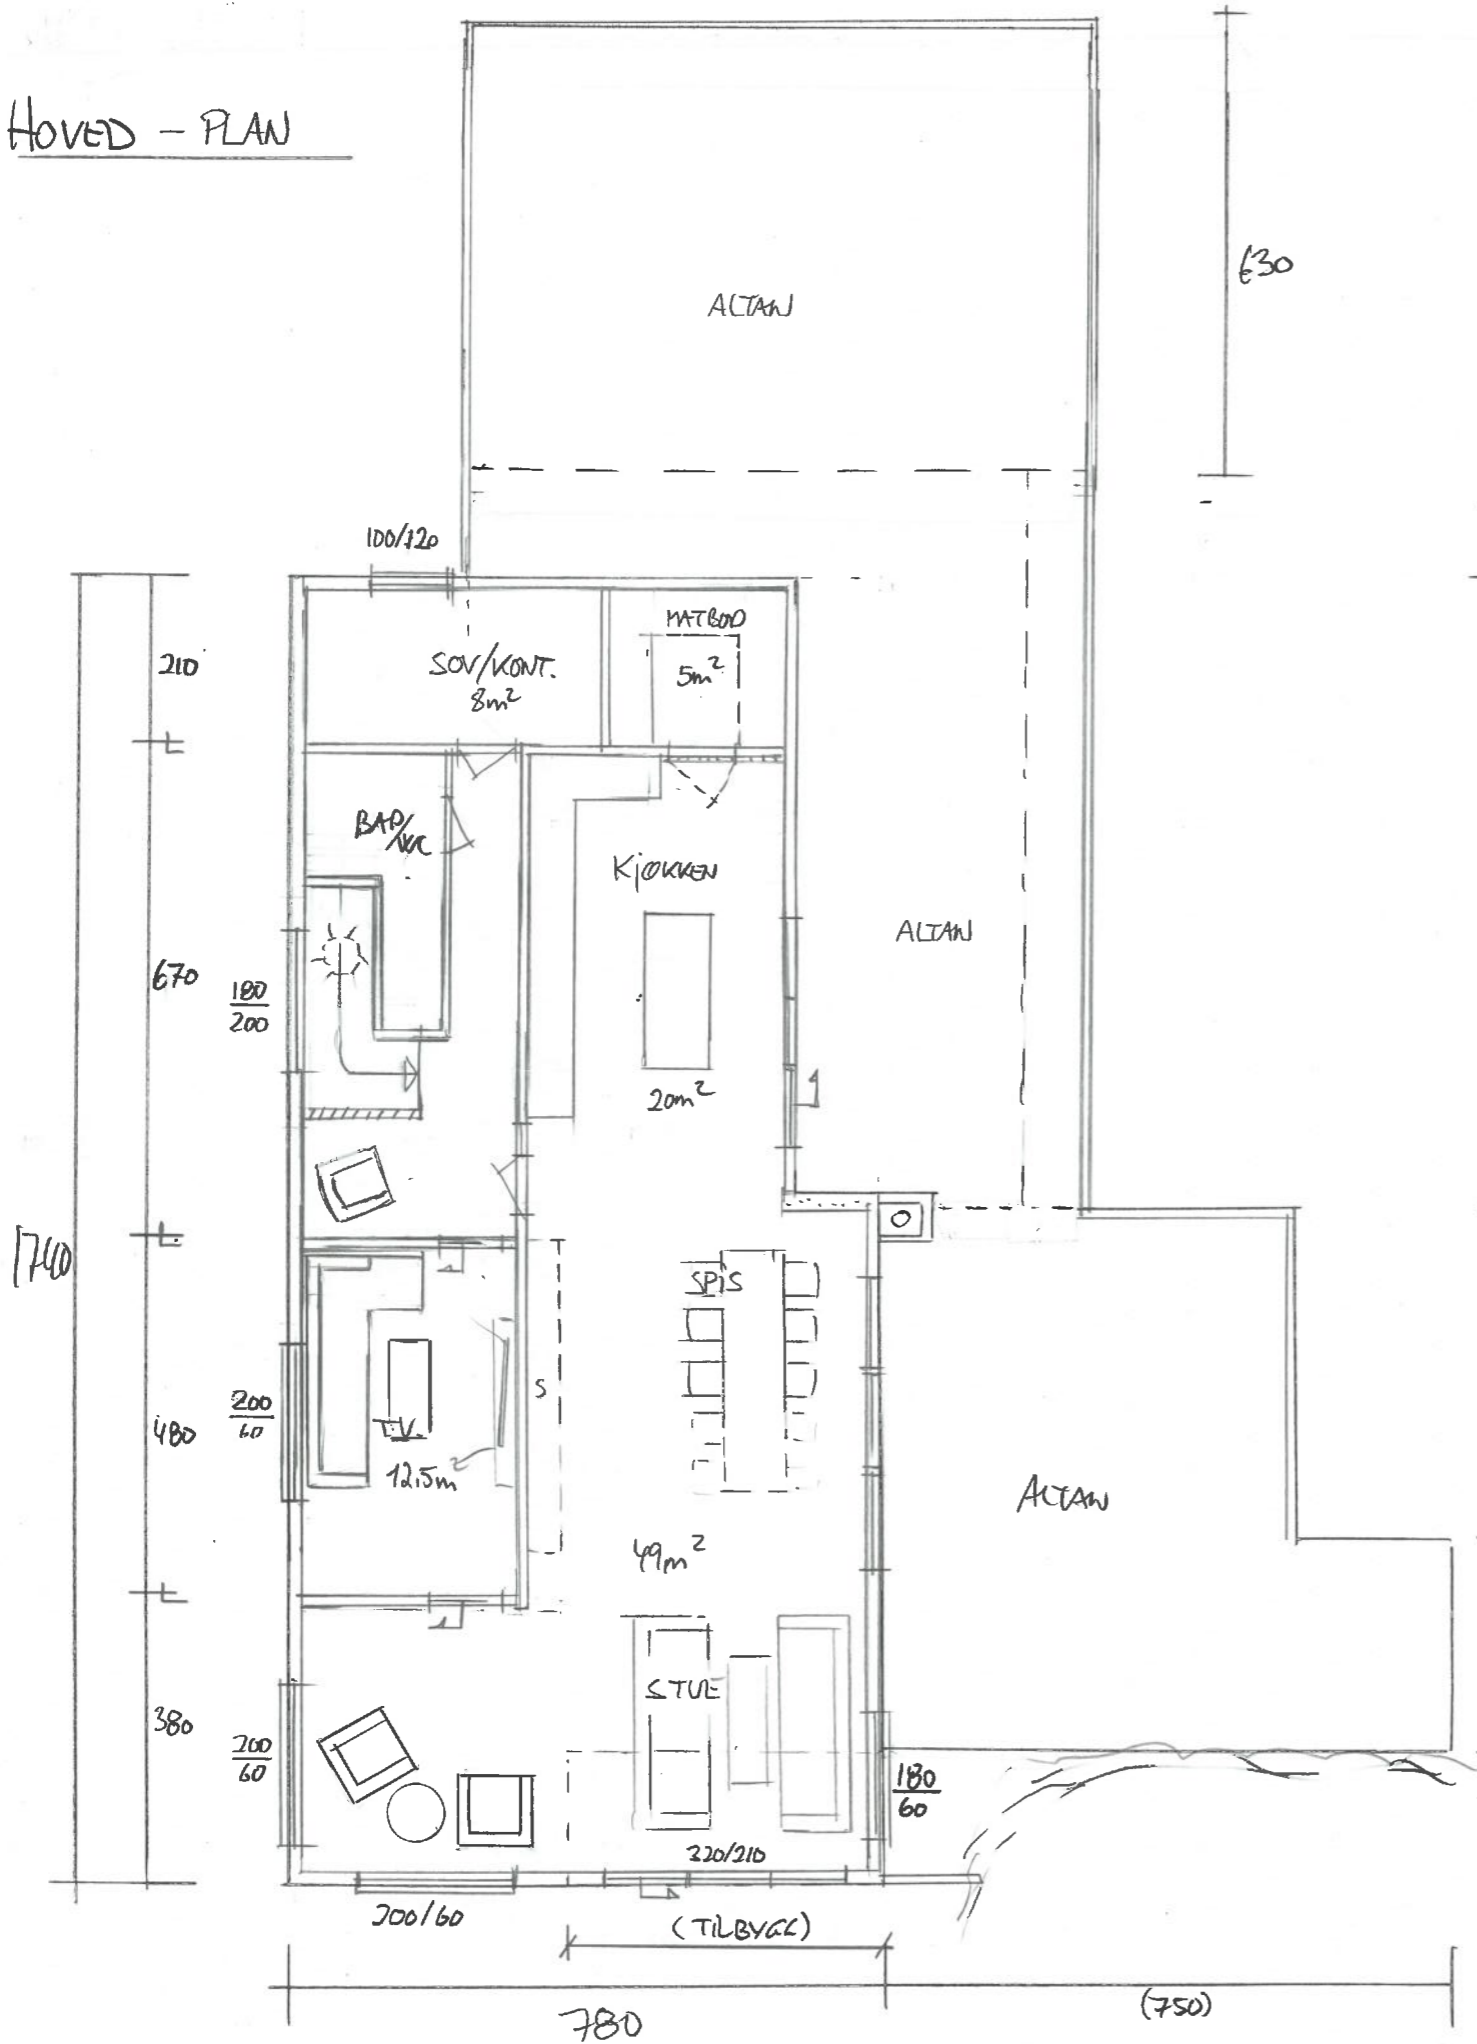 HOVED - PLAN
630
ALTAN
100/120
210
MATBOD
5m²
SOV/KONT.
8m²
BAD/WC
KJØKKEN
ALTAN
670
180
200
20m²
1740
SPIS
S
200
60
480
T.V.
12.5m²
ALTAN
49m²
STUE
380
200
60
180
60
320/210
200/60
(TILBYGG)
780
(750)